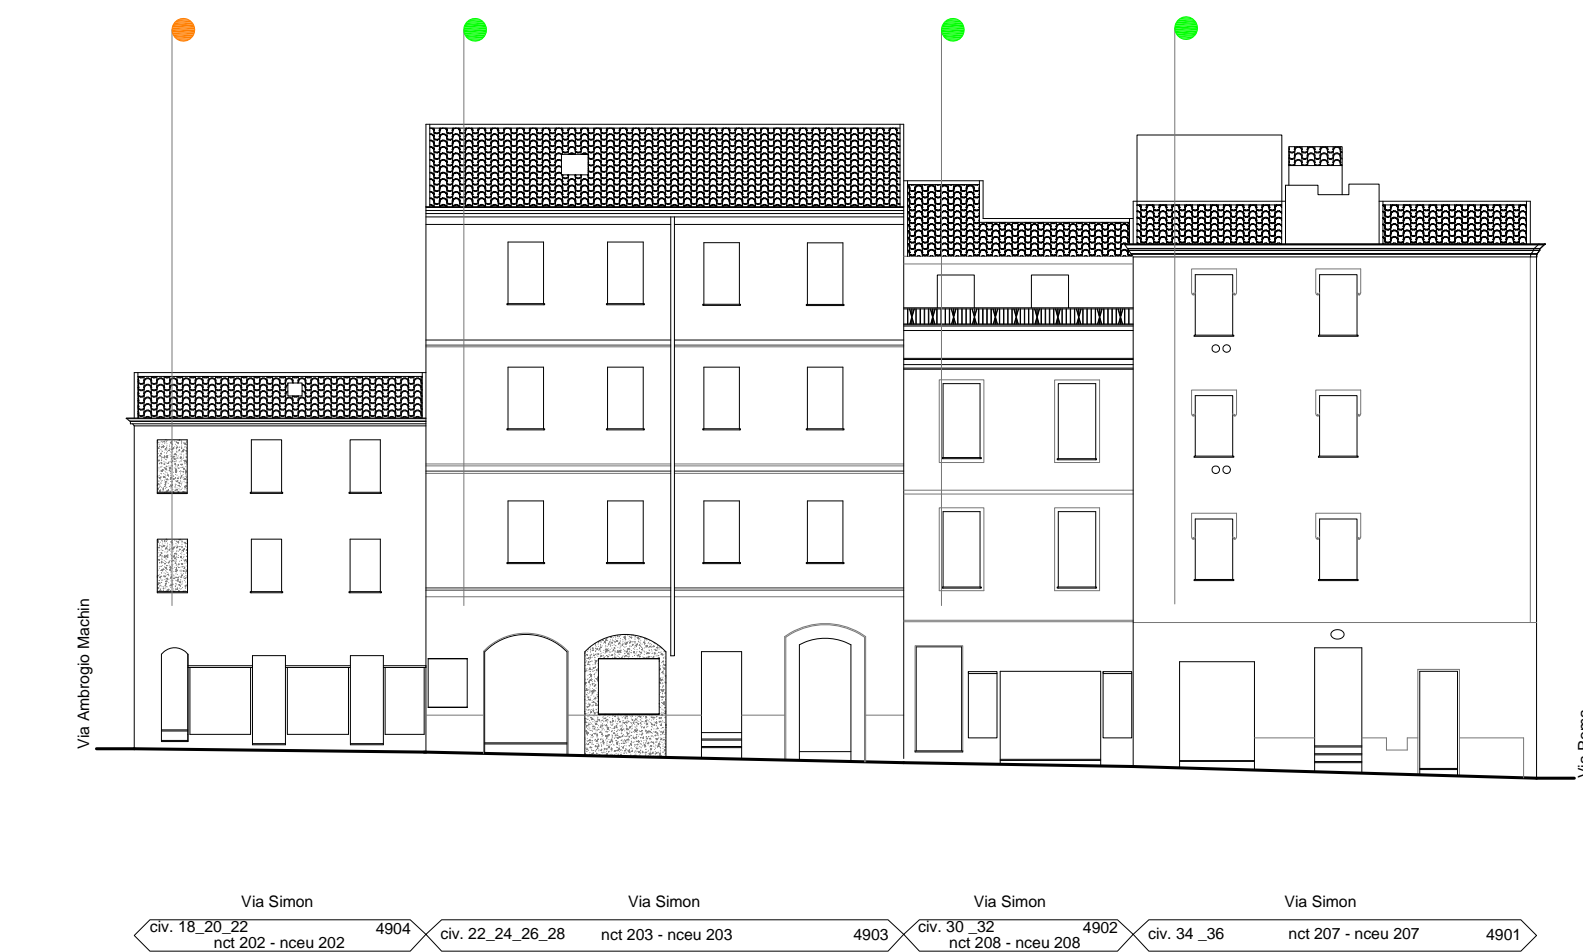 Via Ambrogio Machin
Via Roma
Via Simon
civ. 18_20_22
4904
nct 202 - nceu 202
Via Simon
civ. 22_24_26_28
nct 203 - nceu 203
4903
Via Simon
civ. 30 _32
4902
nct 208 - nceu 208
Via Simon
civ. 34 _36
nct 207 - nceu 207
4901